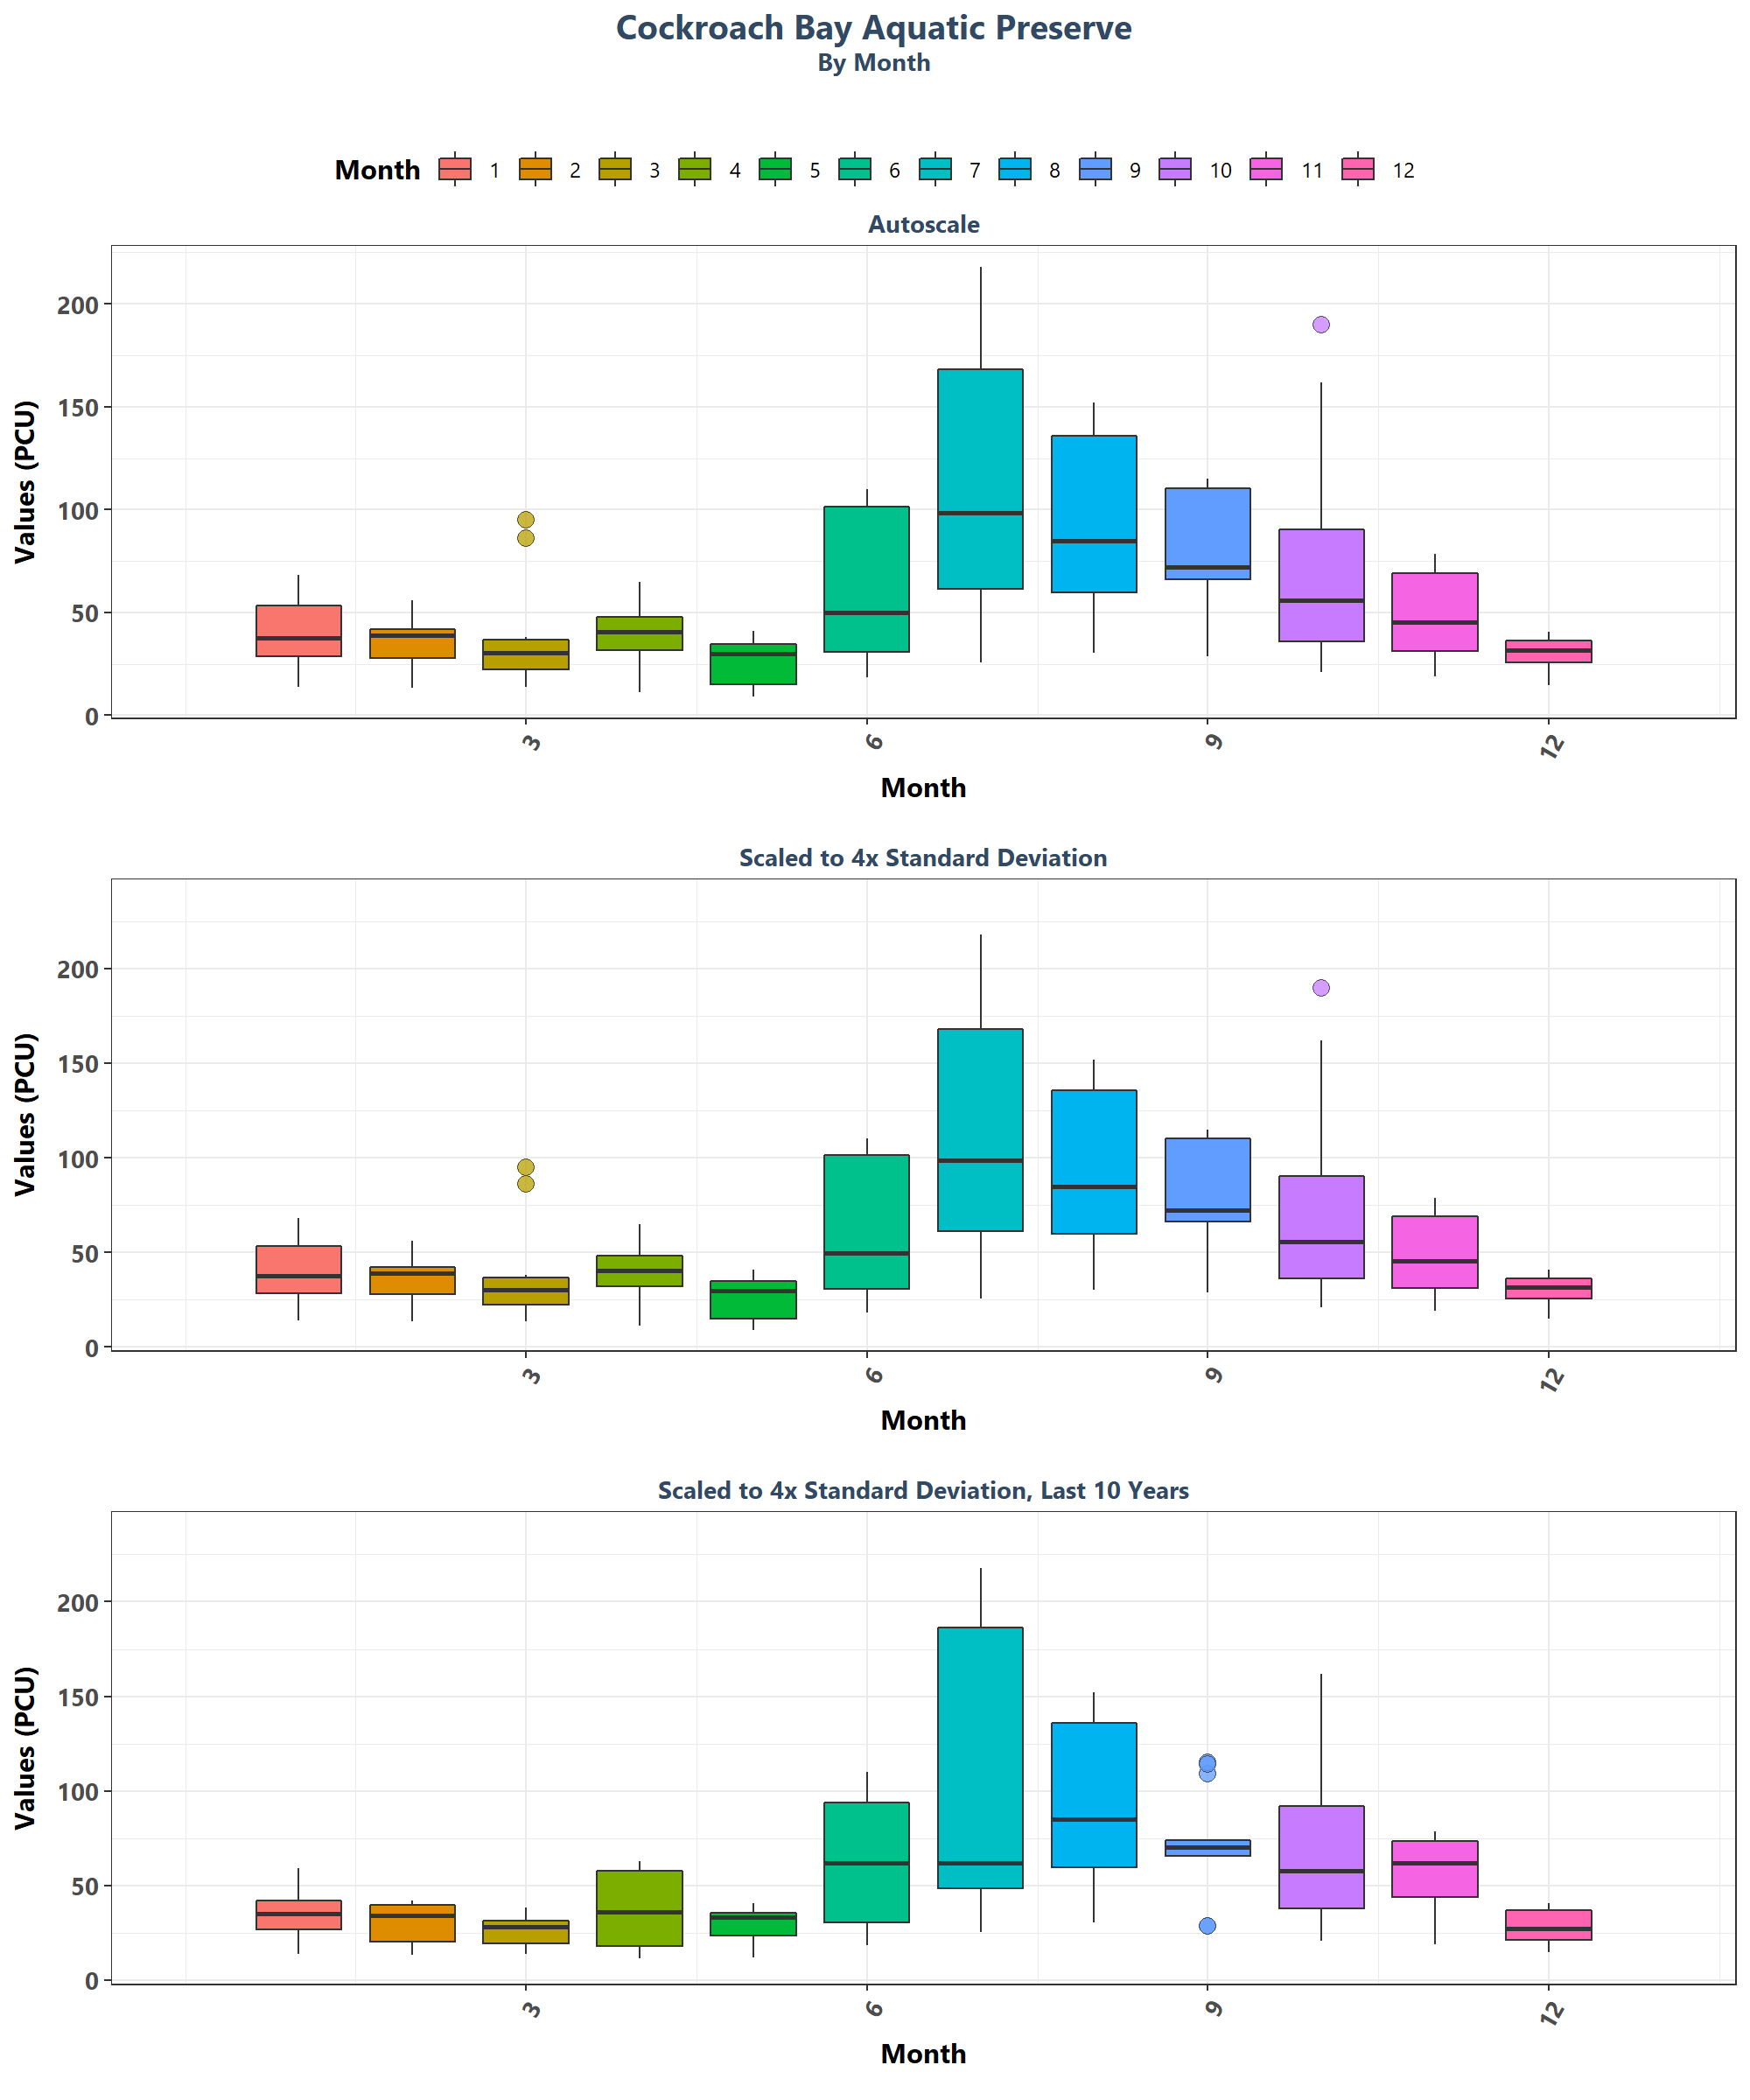 Cockroach Bay Aquatic Preserve
By Month
Month 1 2 3 4 5 6 7 8 9 10 11 12
Autoscale
Values (PCU)
200
150
100
50
0
3 6 9 12
Month
Scaled to 4x Standard Deviation
Values (PCU)
200
150
100
50
0
3 6 9 12
Month
Scaled to 4x Standard Deviation, Last 10 Years
Values (PCU)
200
150
100
50
0
3 6 9 12
Month